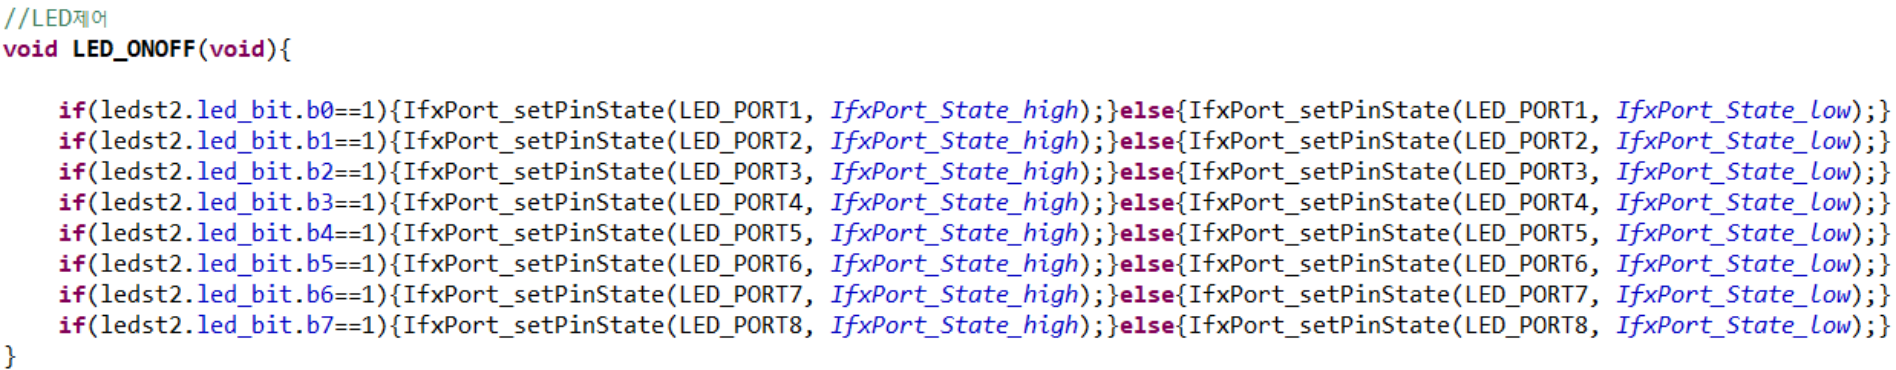 //LED제어
void LED_ONOFF(void){
if(ledst2.led_bit.b0==1){IfxPort_setPinState(LED_PORT1, IfxPort_State_high);}else{IfxPort_setPinState(LED_PORT1, IfxPort_State_low);}
if(ledst2.led_bit.b1==1){IfxPort_setPinState(LED_PORT2, IfxPort_State_high);}else{IfxPort_setPinState(LED_PORT2, IfxPort_State_low);}
if(ledst2.led_bit.b2==1){IfxPort_setPinState(LED_PORT3, IfxPort_State_high);}else{IfxPort_setPinState(LED_PORT3, IfxPort_State_low);}
if(ledst2.led_bit.b3==1){IfxPort_setPinState(LED_PORT4, IfxPort_State_high);}else{IfxPort_setPinState(LED_PORT4, IfxPort_State_low);}
if(ledst2.led_bit.b4==1){IfxPort_setPinState(LED_PORT5, IfxPort_State_high);}else{IfxPort_setPinState(LED_PORT5, IfxPort_State_low);}
if(ledst2.led_bit.b5==1){IfxPort_setPinState(LED_PORT6, IfxPort_State_high);}else{IfxPort_setPinState(LED_PORT6, IfxPort_State_low);}
if(ledst2.led_bit.b6==1){IfxPort_setPinState(LED_PORT7, IfxPort_State_high);}else{IfxPort_setPinState(LED_PORT7, IfxPort_State_low);}
if(ledst2.led_bit.b7==1){IfxPort_setPinState(LED_PORT8, IfxPort_State_high);}else{IfxPort_setPinState(LED_PORT8, IfxPort_State_low);}
}